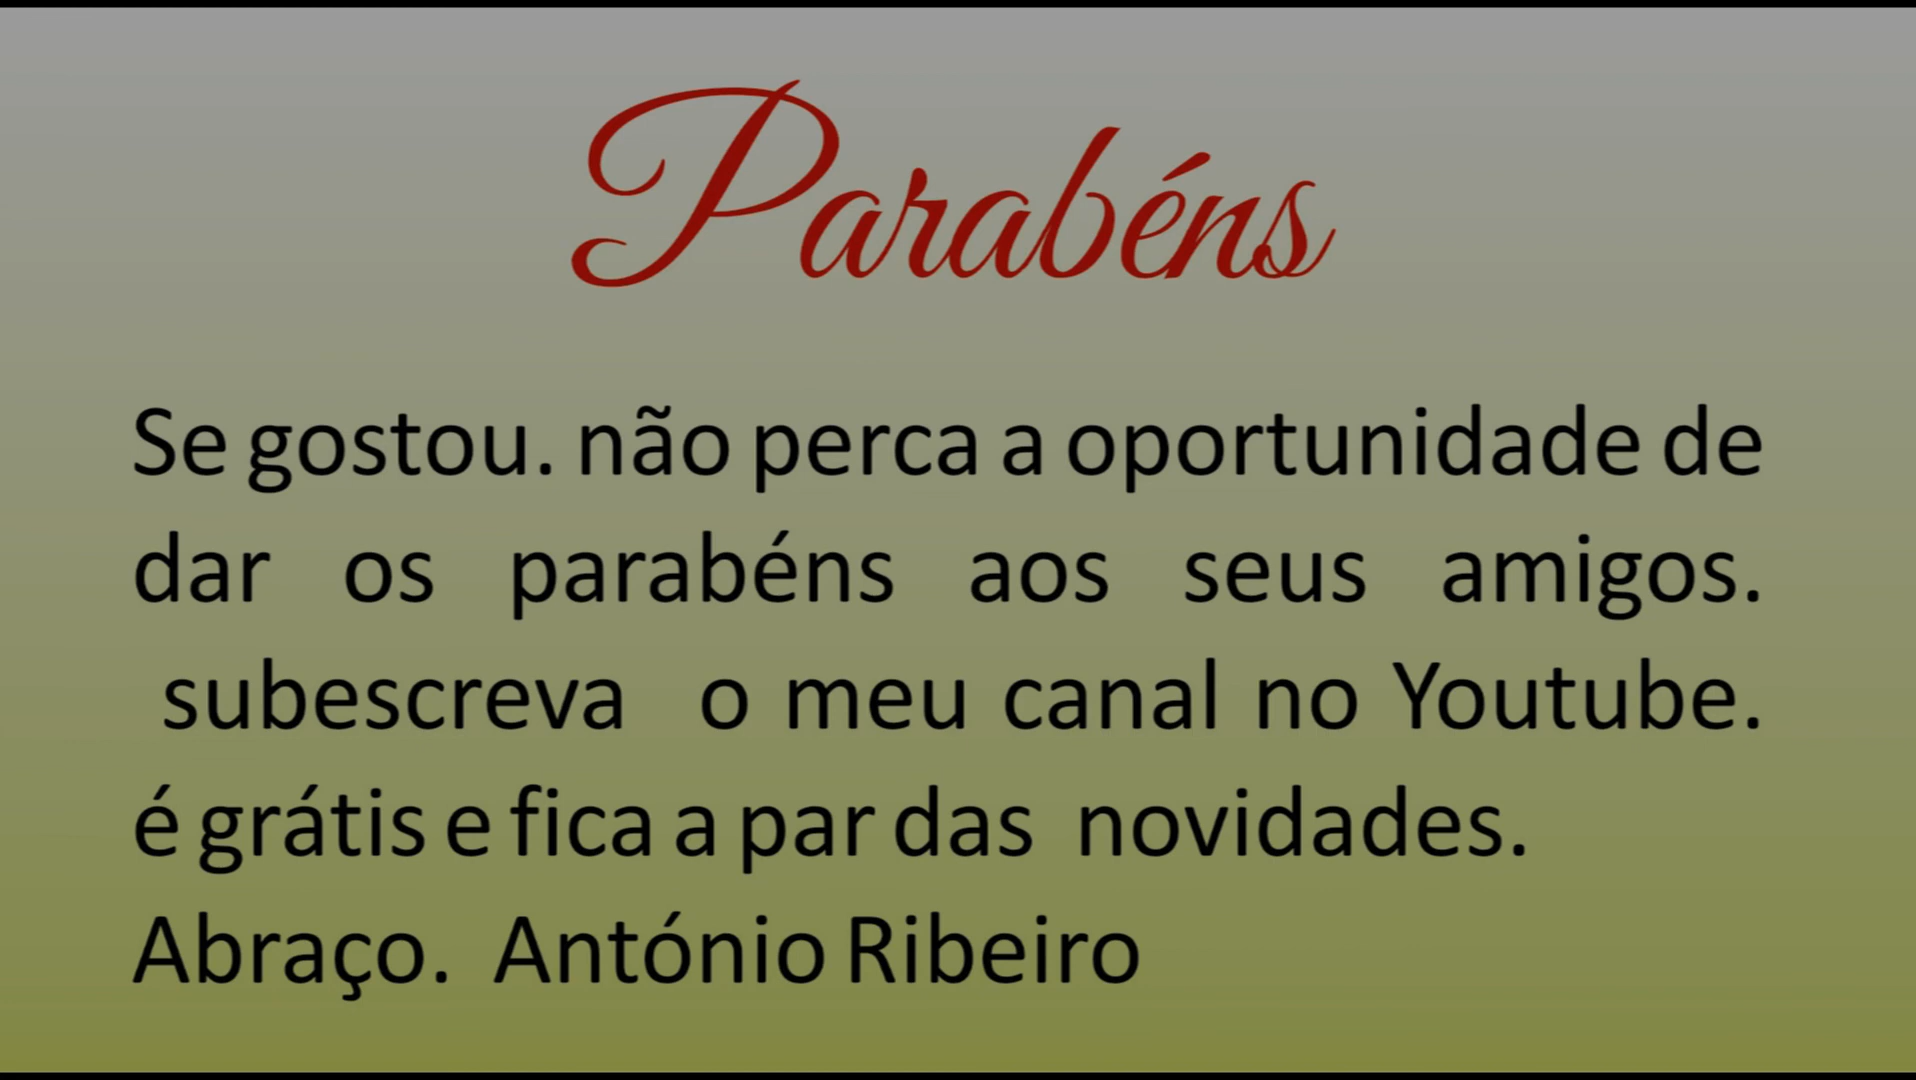 Parabéns
Se gostou. não perca a oportunidade de
dar os parabéns aos seus amigos.
subescreva o meu canal no Youtube.
é grátis e fica a par das novidades.
Abraço. António Ribeiro